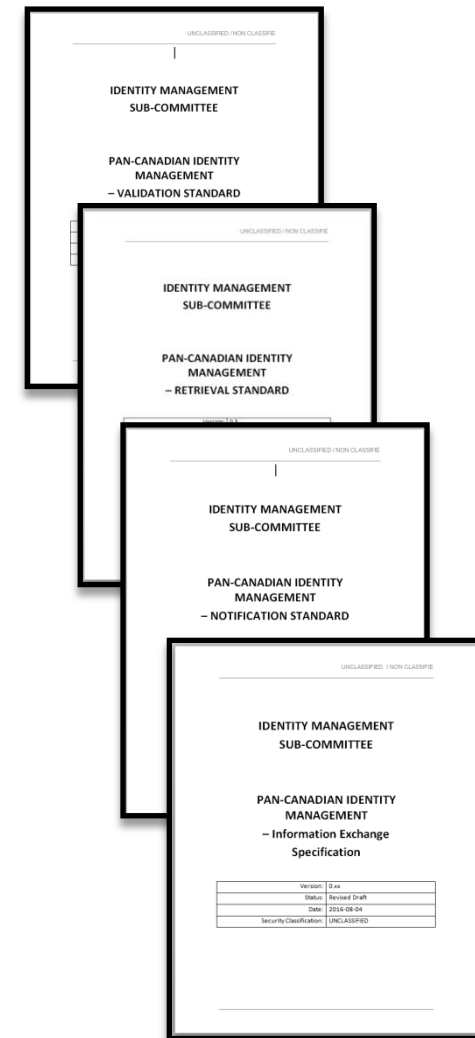 UNCLASSIFIED / NON CLASSIFIÉ
IDENTITY MANAGEMENT
SUB-COMMITTEE
PAN-CANADIAN IDENTITY
MANAGEMENT
– VALIDATION STANDARD
UNCLASSIFIED / NON CLASSIFIÉ
IDENTITY MANAGEMENT
SUB-COMMITTEE
PAN-CANADIAN IDENTITY
MANAGEMENT
– RETRIEVAL STANDARD
UNCLASSIFIED / NON CLASSIFIÉ
IDENTITY MANAGEMENT
SUB-COMMITTEE
PAN-CANADIAN IDENTITY
MANAGEMENT
– NOTIFICATION STANDARD
UNCLASSIFIED / NON CLASSIFIÉ
IDENTITY MANAGEMENT
SUB-COMMITTEE
PAN-CANADIAN IDENTITY
MANAGEMENT
– Information Exchange
Specification
Version: 0.xx
Status: Revised Draft
Date: 2016-08-04
Security Classification: UNCLASSIFIED